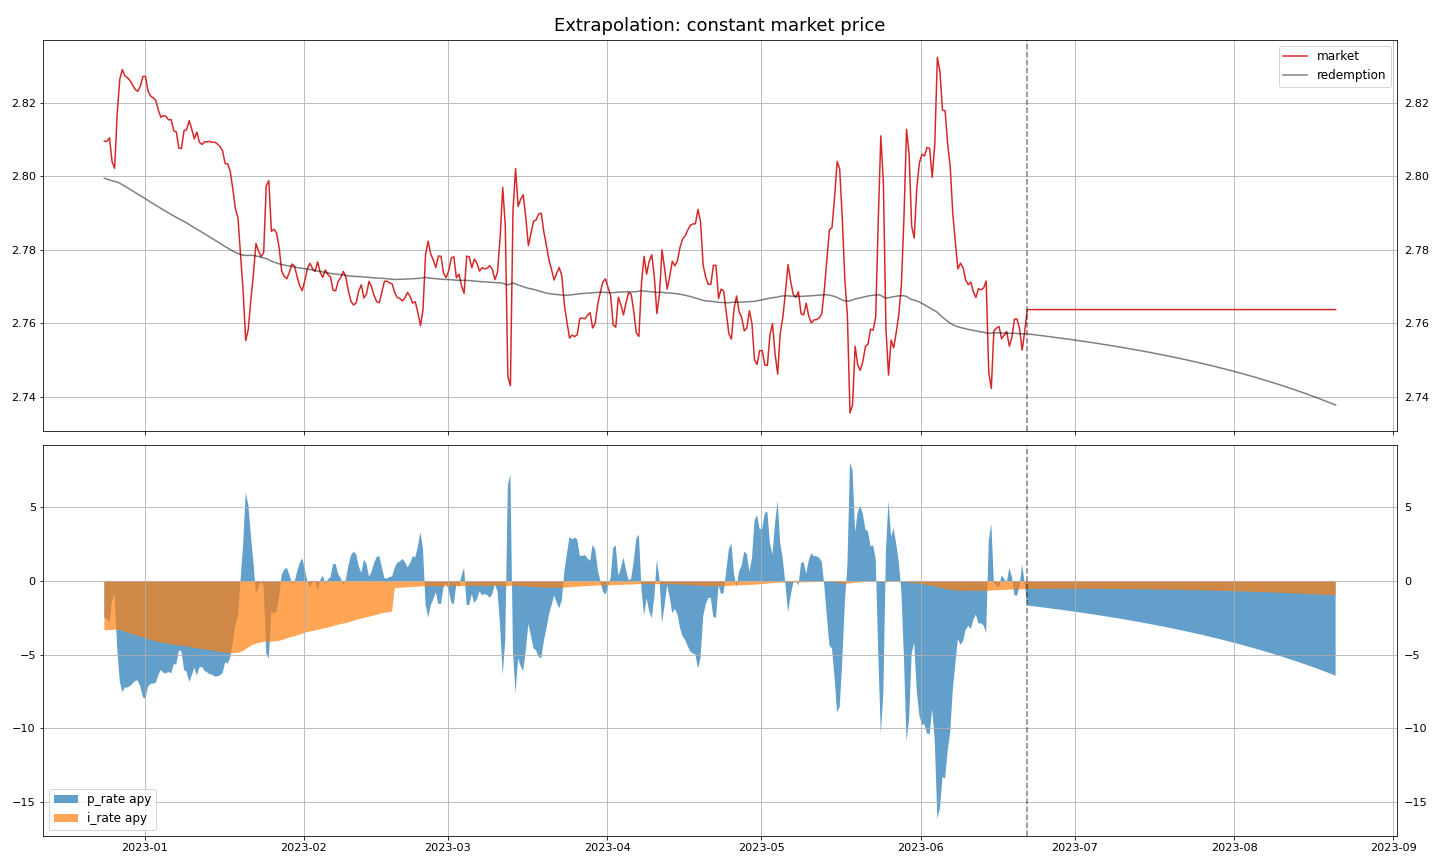 Extrapolation: constant market price
market
redemption
2.82 2.82
2.80 2.80
2.78 2.78
2.76 2.76
2.74 2.74
5 5
0 0
−5 −5
−10 −10
−15 −15
p_rate apy
i_rate apy
2023-01 2023-02 2023-03 2023-04 2023-05 2023-06 2023-07 2023-08 2023-09